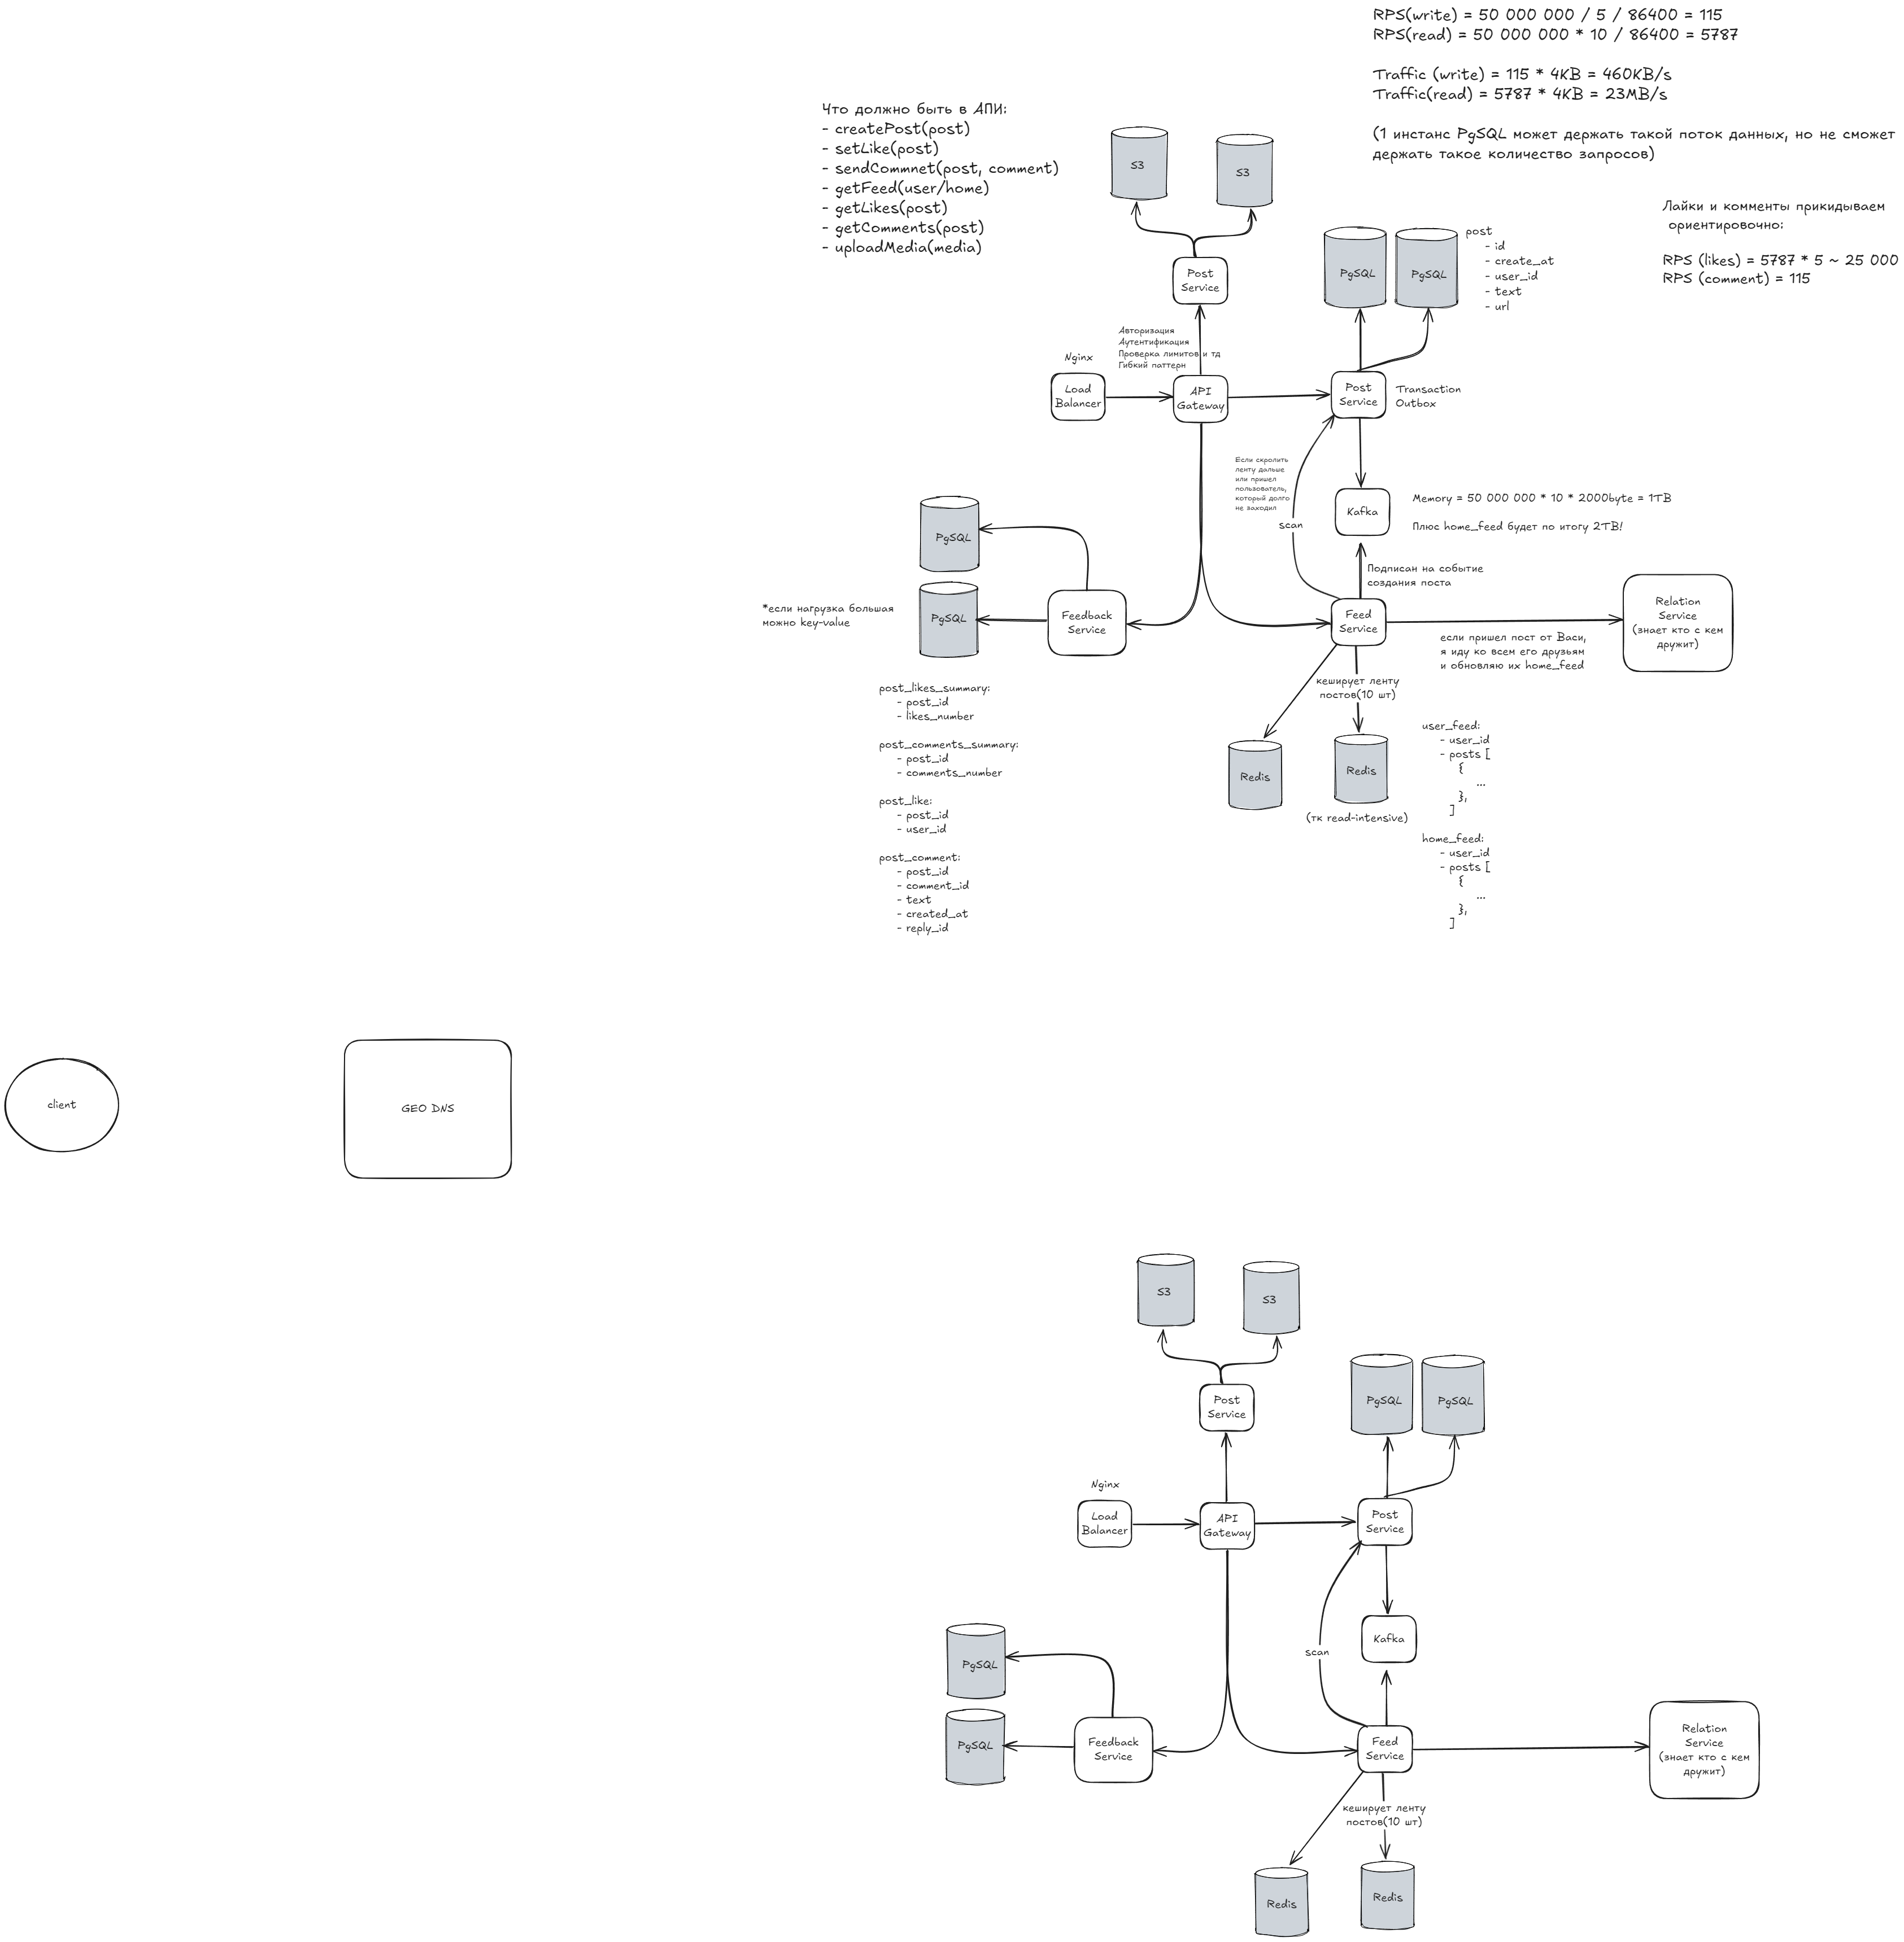 RPS(write) = 50 000 000 / 5 / 86400 = 115
RPS(read) = 50 000 000 * 10 / 86400 = 5787
Traffic (write) = 115 * 4KB = 460KB/s
Traffic(read) = 5787 * 4KB = 23MB/s
(1 инстанс PgSQL может держать такой поток данных, но не сможет
держать такое количество запросов)
Лайки и комменты прикидываем
ориентировочно:
RPS (likes) = 5787 * 5 ~ 25 000
RPS (comment) = 115
Что должно быть в АПИ:
- createPost(post)
- setLike(post)
- sendCommnet(post, comment)
- getFeed(user/home)
- getLikes(post)
- getComments(post)
- uploadMedia(media)
S3
S3
Post
Service
PgSQL
PgSQL
post
- id
- create_at
- user_id
- text
- url
Авторизация
Аутентификация
Проверка лимитов и тд
Гибкий паттерн
Nginx
Load
Balancer
API
Gateway
Post
Service
Transaction
Outbox
Если скролить
ленту дальше
или пришел
пользователь,
который долго
не заходил
scan
Kafka
Memory = 50 000 000 * 10 * 2000byte = 1TB
Плюс home_feed будет по итогу 2TB!
Подписан на событие
создания поста
PgSQL
PgSQL
*если нагрузка большая
можно key-value
Feedback
Service
Feed
Service
Relation
Service
(знает кто с кем
дружит)
если пришел пост от Васи,
я иду ко всем его друзьям
и обновляю их home_feed
кеширует ленту
постов(10 шт)
Redis
Redis
(тк read-intensive)
post_likes_summary:
- post_id
- likes_number
post_comments_summary:
- post_id
- comments_number
post_like:
- post_id
- user_id
post_comment:
- post_id
- comment_id
- text
- created_at
- reply_id
user_feed:
- user_id
- posts [
{
...
},
]
home_feed:
- user_id
- posts [
{
...
},
]
client
GEO DNS
S3
S3
Post
Service
PgSQL
PgSQL
Nginx
Load
Balancer
API
Gateway
Post
Service
scan
Kafka
PgSQL
PgSQL
Feedback
Service
Feed
Service
Relation
Service
(знает кто с кем
дружит)
кеширует ленту
постов(10 шт)
Redis
Redis